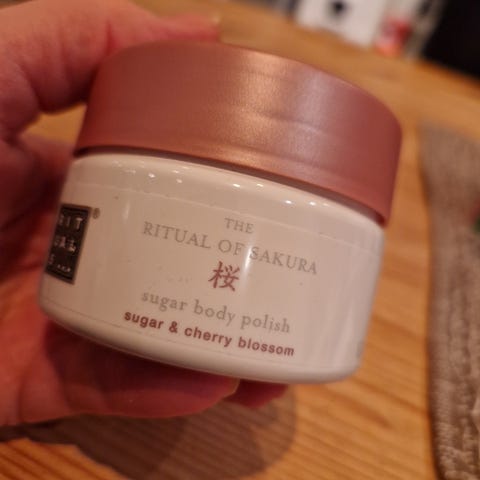 THE
RITUAL OF SAKURA
桜
sugar body polish
sugar & cherry blossom